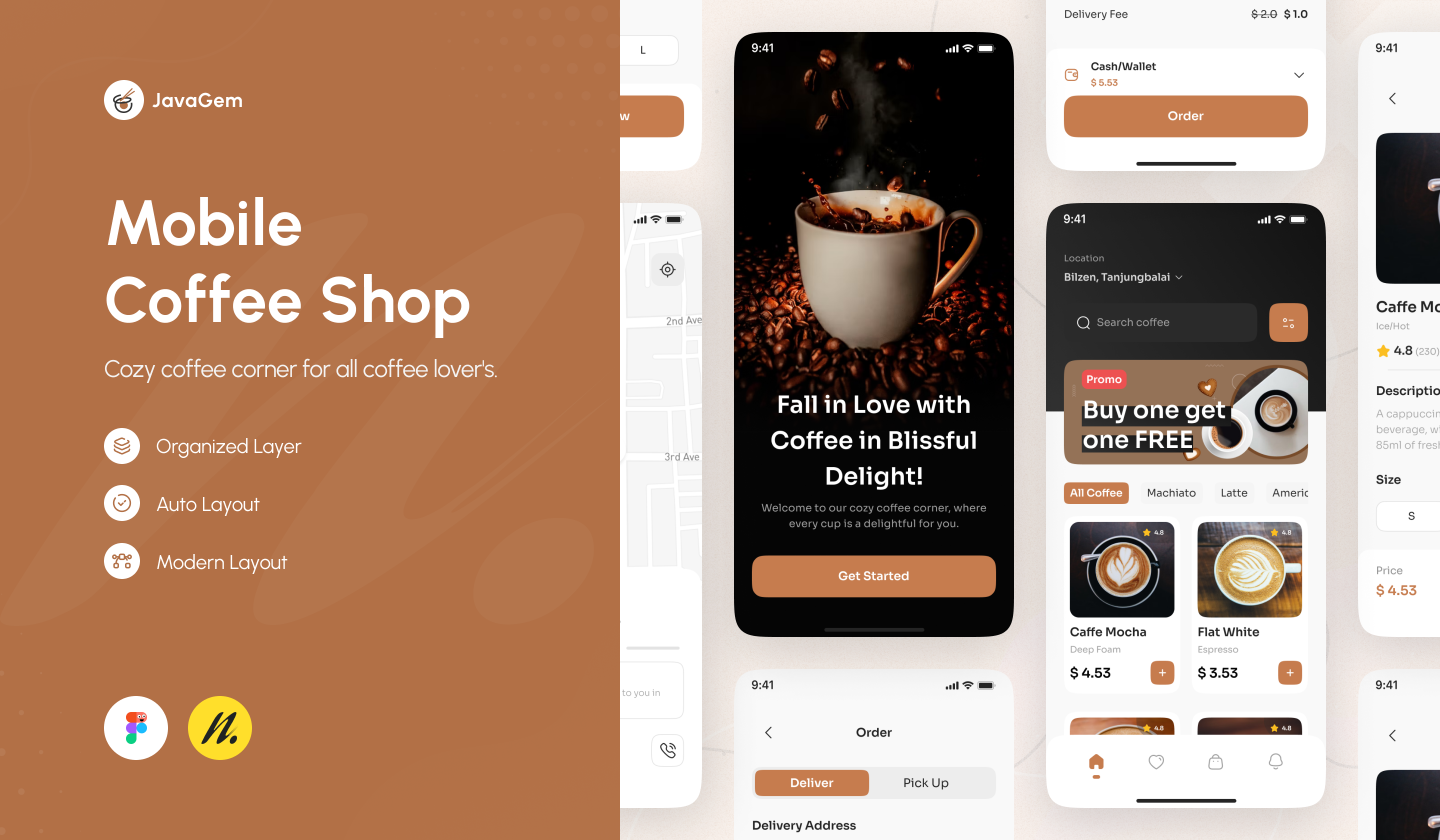 JavaGem
Mobile
Coffee Shop
Cozy coffee corner for all coffee lover's.
Organized Layer
Auto Layout
Modern Layout
n.
L
w
2nd Ave
3rd Ave
to you in
9:41
Fall in Love with
Coffee in Blissful
Delight!
Welcome to our cozy coffee corner, where
every cup is a delightful for you.
Get Started
9:41
Order
Deliver
Pick Up
Delivery Address
Delivery Fee
$ 2.0 $ 1.0
Cash/Wallet
$ 5.53
Order
9:41
Location
Bilzen, Tanjungbalai
Search coffee
Promo
Buy one get
one FREE
All Coffee
Machiato
Latte
Americ
4.8
4.8
Caffe Mocha
Flat White
Deep Foam
Espresso
$ 4.53
+
$ 3.53
+
4.8
4.8
9:41
Caffe Mo
Ice/Hot
4.8 (230)
Descriptio
A cappuccin
beverage, wi
85ml of fresh
Size
S
Price
$ 4.53
9:41